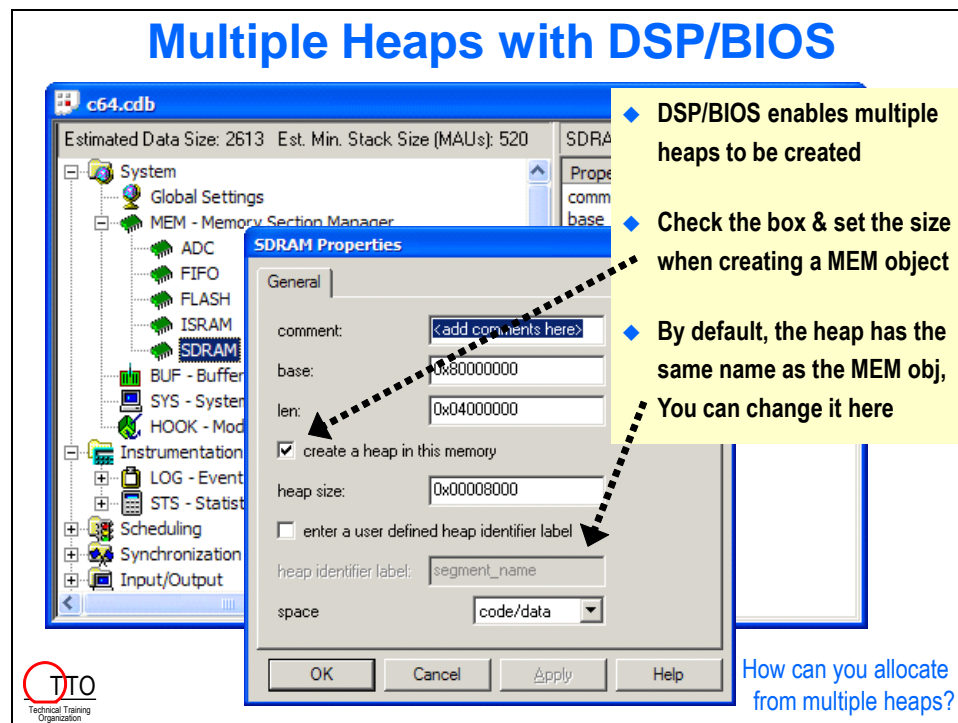 Multiple Heaps with DSP/BIOS
c64.cdb
Estimated Data Size: 2613 Est. Min. Stack Size (MAUs): 520
SDRA
System
Global Settings
MEM - Memory Section Manager
ADC
FIFO
FLASH
ISRAM
SDRAM
BUF - Buffer
SYS - Syster
HOOK - Mod
Instrumentation
LOG - Event
STS - Statist
Scheduling
Synchronization
Input/Output
Prope
comm
base
SDRAM Properties
General
comment: <add comments here>
base: 0x80000000
len: 0x04000000
create a heap in this memory
heap size: 0x00008000
enter a user defined heap identifier label
heap identifier label: segment_name
space code/data
OK Cancel Apply Help
DSP/BIOS enables multiple
heaps to be created
Check the box & set the size
when creating a MEM object
By default, the heap has the
same name as the MEM obj,
You can change it here
TTO
Technical Training
Organization
How can you allocate
from multiple heaps?